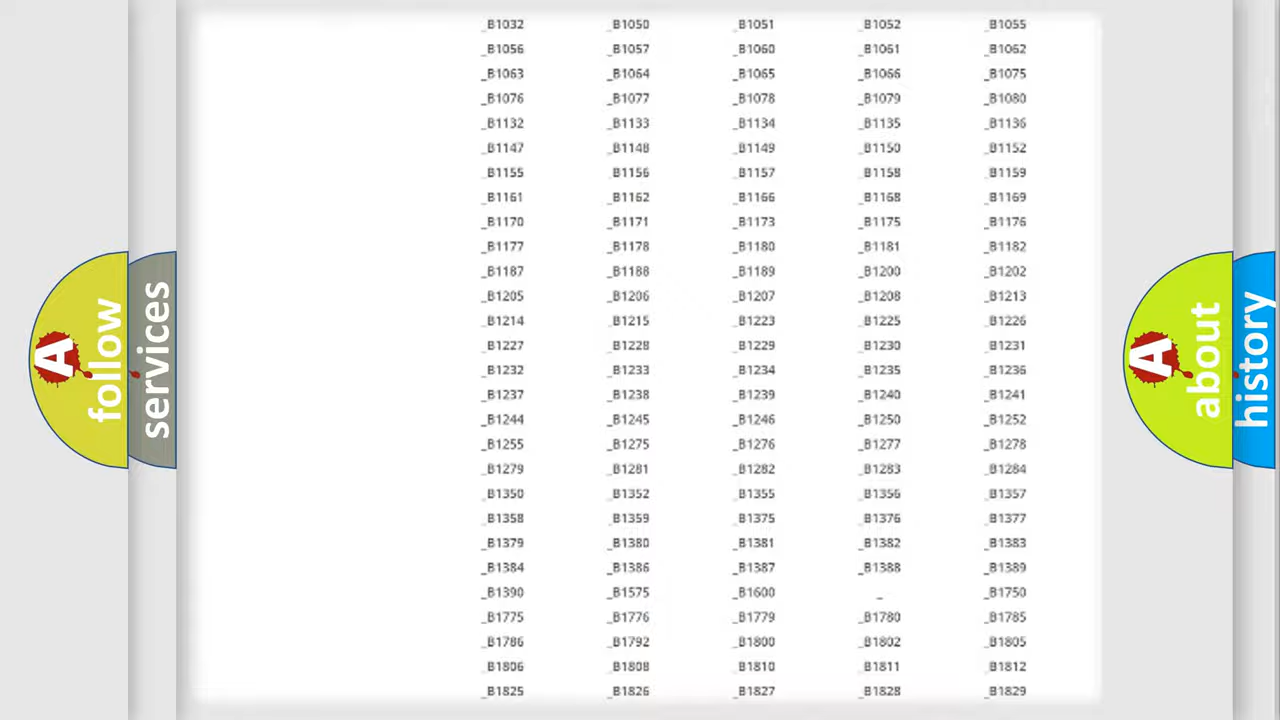 _B1032 _B1050 _B1051 _B1052 _B1055
_B1056 _B1057 _B1060 _B1061 _B1062
_B1063 _B1064 _B1065 _B1066 _B1075
_B1076 _B1077 _B1078 _B1079 _B1080
_B1132 _B1133 _B1134 _B1135 _B1136
_B1147 _B1148 _B1149 _B1150 _B1152
_B1155 _B1156 _B1157 _B1158 _B1159
_B1161 _B1162 _B1166 _B1168 _B1169
_B1170 _B1171 _B1173 _B1175 _B1176
_B1177 _B1178 _B1180 _B1181 _B1182
_B1187 _B1188 _B1189 _B1200 _B1202
_B1205 _B1206 _B1207 _B1208 _B1213
_B1214 _B1215 _B1223 _B1225 _B1226
_B1227 _B1228 _B1229 _B1230 _B1231
_B1232 _B1233 _B1234 _B1235 _B1236
_B1237 _B1238 _B1239 _B1240 _B1241
_B1244 _B1245 _B1246 _B1250 _B1252
_B1255 _B1275 _B1276 _B1277 _B1278
_B1279 _B1281 _B1282 _B1283 _B1284
_B1350 _B1352 _B1355 _B1356 _B1357
_B1358 _B1359 _B1375 _B1376 _B1377
_B1379 _B1380 _B1381 _B1382 _B1383
_B1384 _B1386 _B1387 _B1388 _B1389
_B1390 _B1575 _B1600 _ _B1750
_B1775 _B1776 _B1779 _B1780 _B1785
_B1786 _B1792 _B1800 _B1802 _B1805
_B1806 _B1808 _B1810 _B1811 _B1812
_B1825 _B1826 _B1827 _B1828 _B1829
A
follow
services
A
about
history